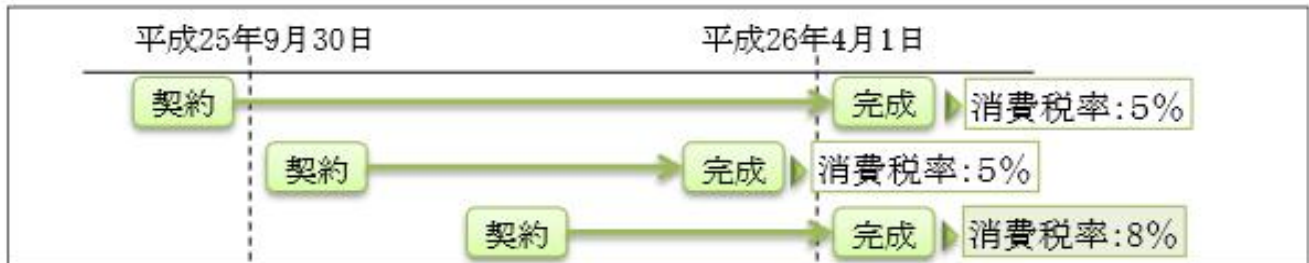 平成25年9月30日 平成26年4月1日
契約 完成 消費税率:5%
契約 完成 消費税率:5%
契約 完成 消費税率:8%